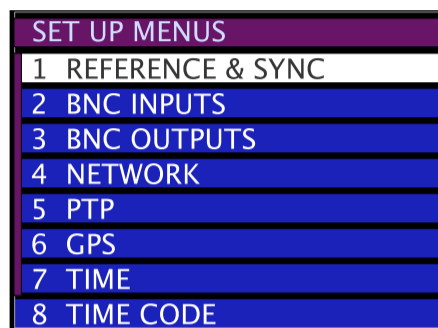 SET UP MENUS
1 REFERENCE & SYNC
2 BNC INPUTS
3 BNC OUTPUTS
4 NETWORK
5 PTP
6 GPS
7 TIME
8 TIME CODE